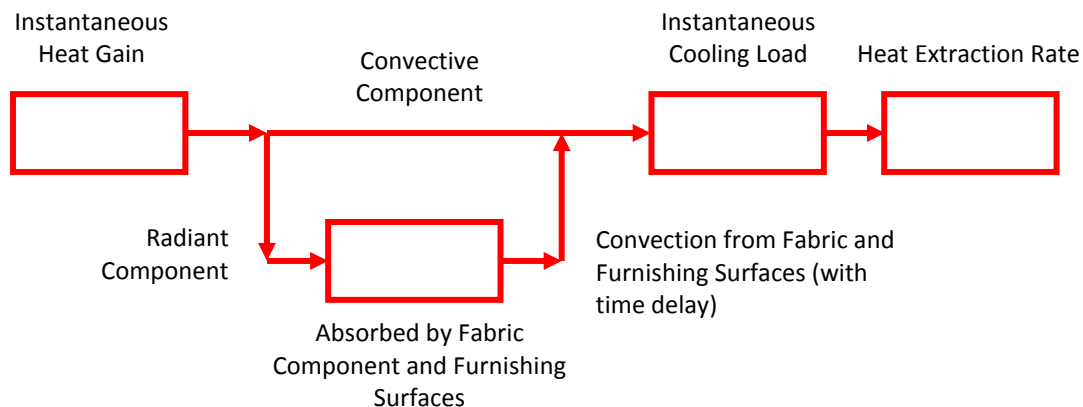 Instantaneous
Heat Gain
Convective
Component
Instantaneous
Cooling Load
Heat Extraction Rate
Radiant
Component
Absorbed by Fabric
Component and Furnishing
Surfaces
Convection from Fabric and
Furnishing Surfaces (with
time delay)